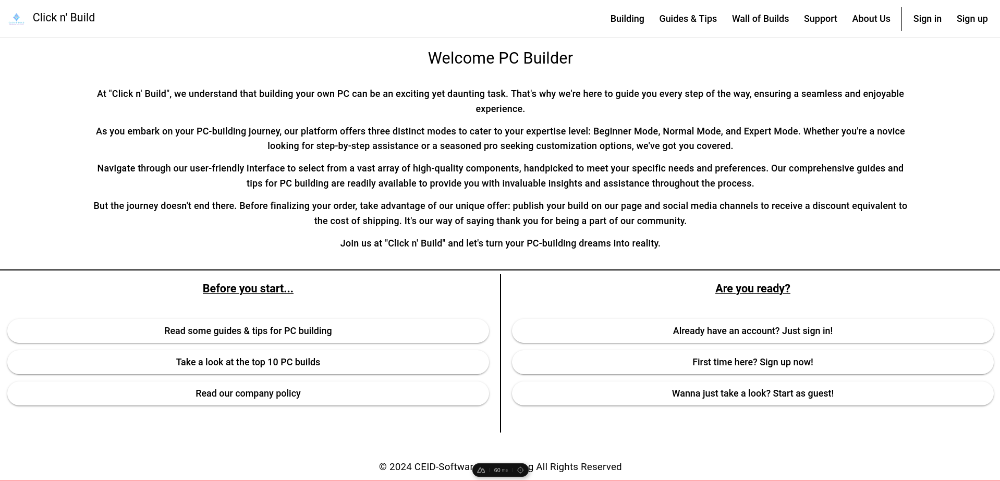 Click n' Build
Building
Guides & Tips
Wall of Builds
Support
About Us
Sign in
Sign up
Welcome PC Builder
At "Click n' Build", we understand that building your own PC can be an exciting yet daunting task. That's why we're here to guide you every step of the way, ensuring a seamless and enjoyable
experience.
As you embark on your PC-building journey, our platform offers three distinct modes to cater to your expertise level: Beginner Mode, Normal Mode, and Expert Mode. Whether you're a novice
looking for step-by-step assistance or a seasoned pro seeking customization options, we've got you covered.
Navigate through our user-friendly interface to select from a vast array of high-quality components, handpicked to meet your specific needs and preferences. Our comprehensive guides and
tips for PC building are readily available to provide you with invaluable insights and assistance throughout the process.
But the journey doesn't end there. Before finalizing your order, take advantage of our unique offer: publish your build on our page and social media channels to receive a discount equivalent to
the cost of shipping. It's our way of saying thank you for being a part of our community.
Join us at "Click n' Build" and let's turn your PC-building dreams into reality.
Before you start...
Read some guides & tips for PC building
Take a look at the top 10 PC builds
Read our company policy
Are you ready?
Already have an account? Just sign in!
First time here? Sign up now!
Wanna just take a look? Start as guest!
© 2024 All Rights Reserved
60 ms